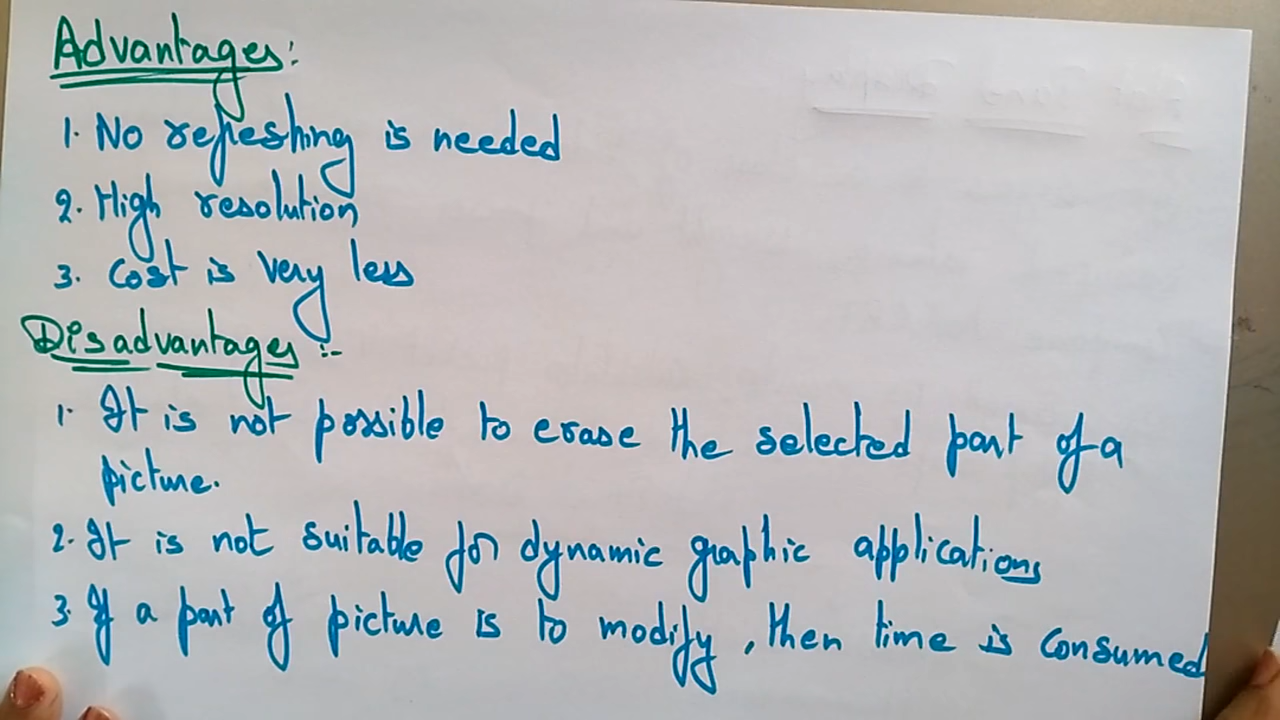 Advantages:
1. No refreshing is needed
2. High resolution
3. Cost is very less
Disadvantages :-
1. It is not possible to erase the selected part of a
picture.
2. It is not suitable for dynamic graphic applications
3. If a part of picture is to modify, then time is consumed